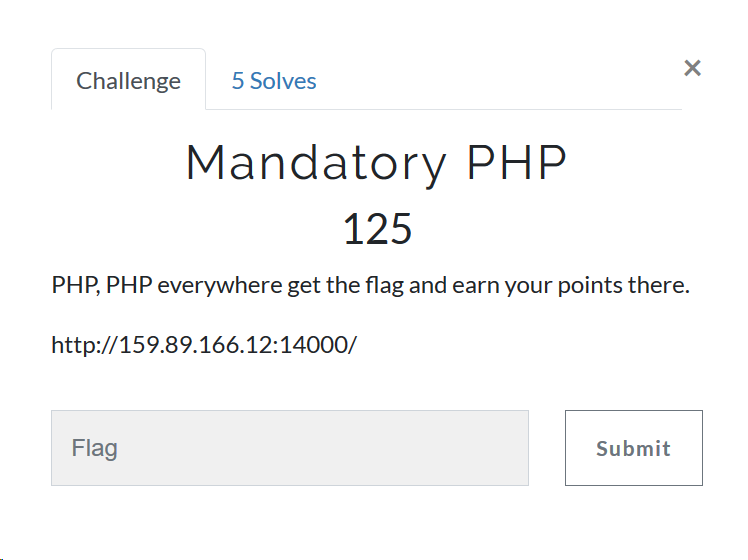 Challenge
5 Solves
×
Mandatory PHP
125
PHP, PHP everywhere get the flag and earn your points there.
http://159.89.166.12:14000/
Flag
Submit